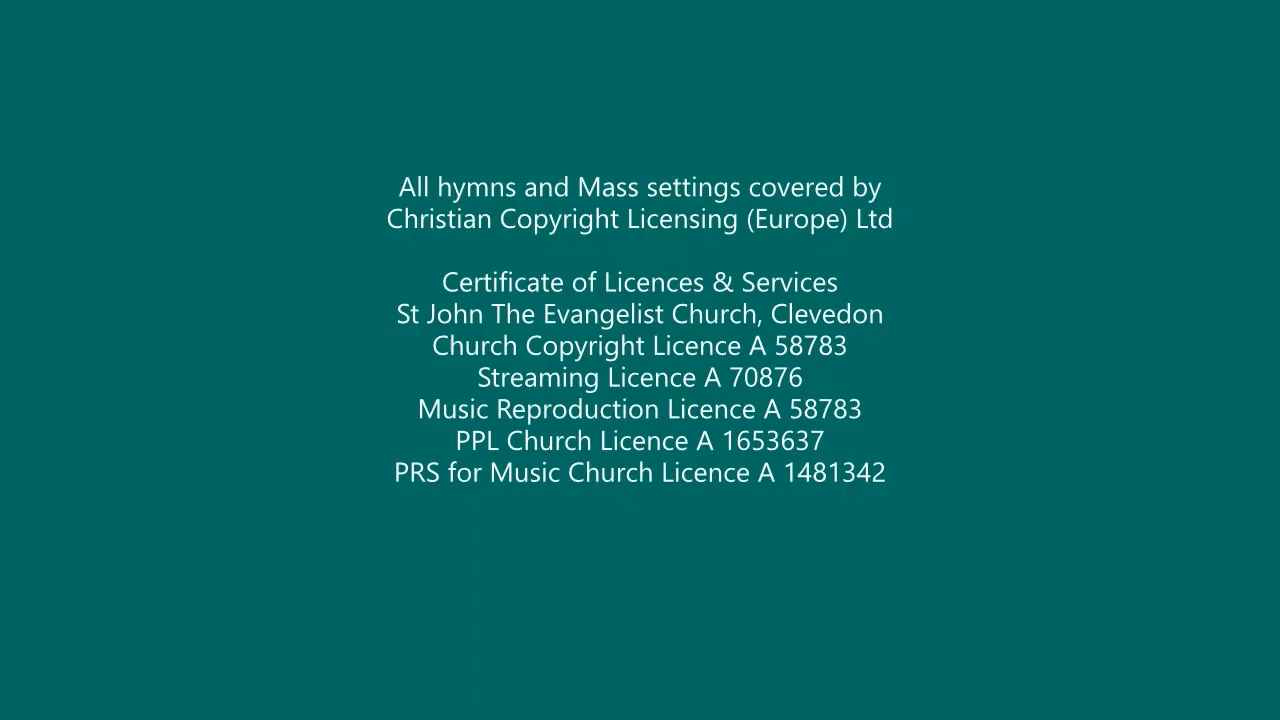 All hymns and Mass settings covered by
Christian Copyright Licensing (Europe) Ltd
Certificate of Licences & Services
St John The Evangelist Church, Clevedon
Church Copyright Licence A 58783
Streaming Licence A 70876
Music Reproduction Licence A 58783
PPL Church Licence A 1653637
PRS for Music Church Licence A 1481342